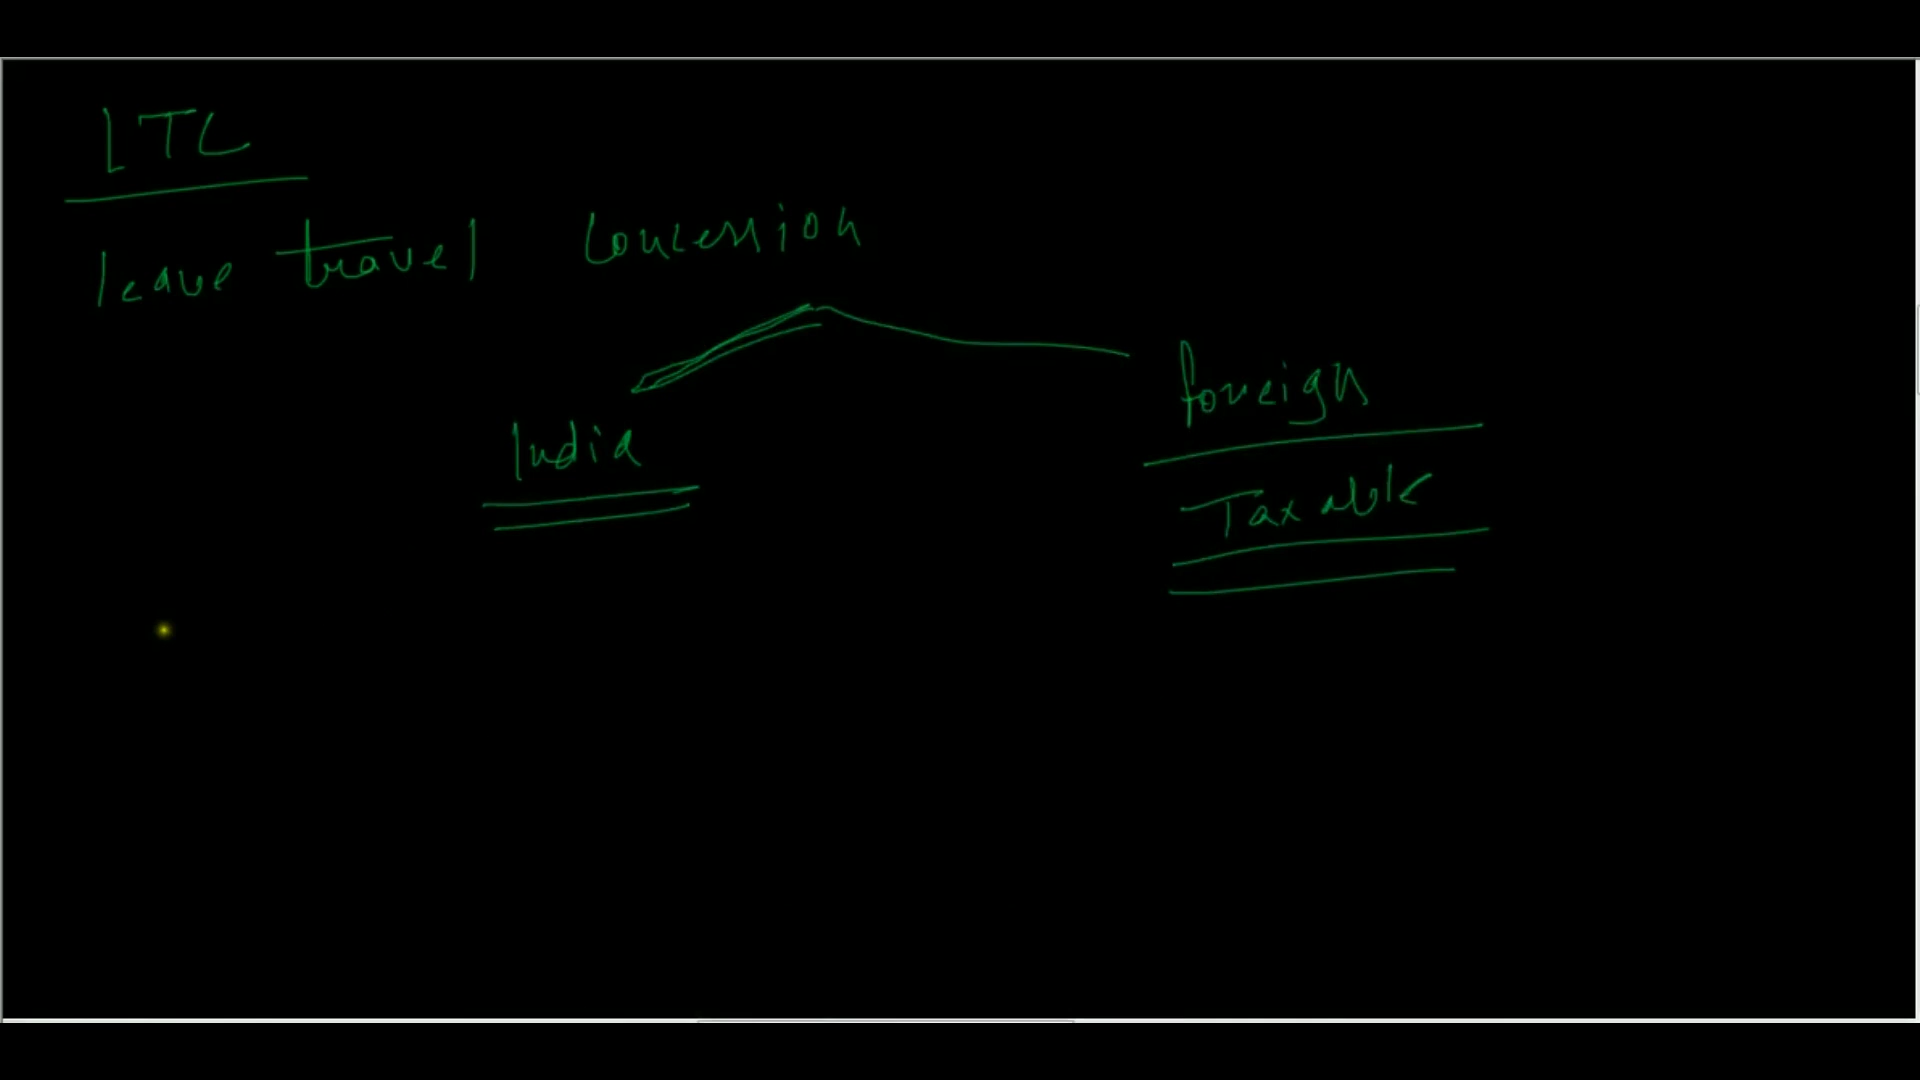 LTC
leave travel Concession
India
foreign
Taxable